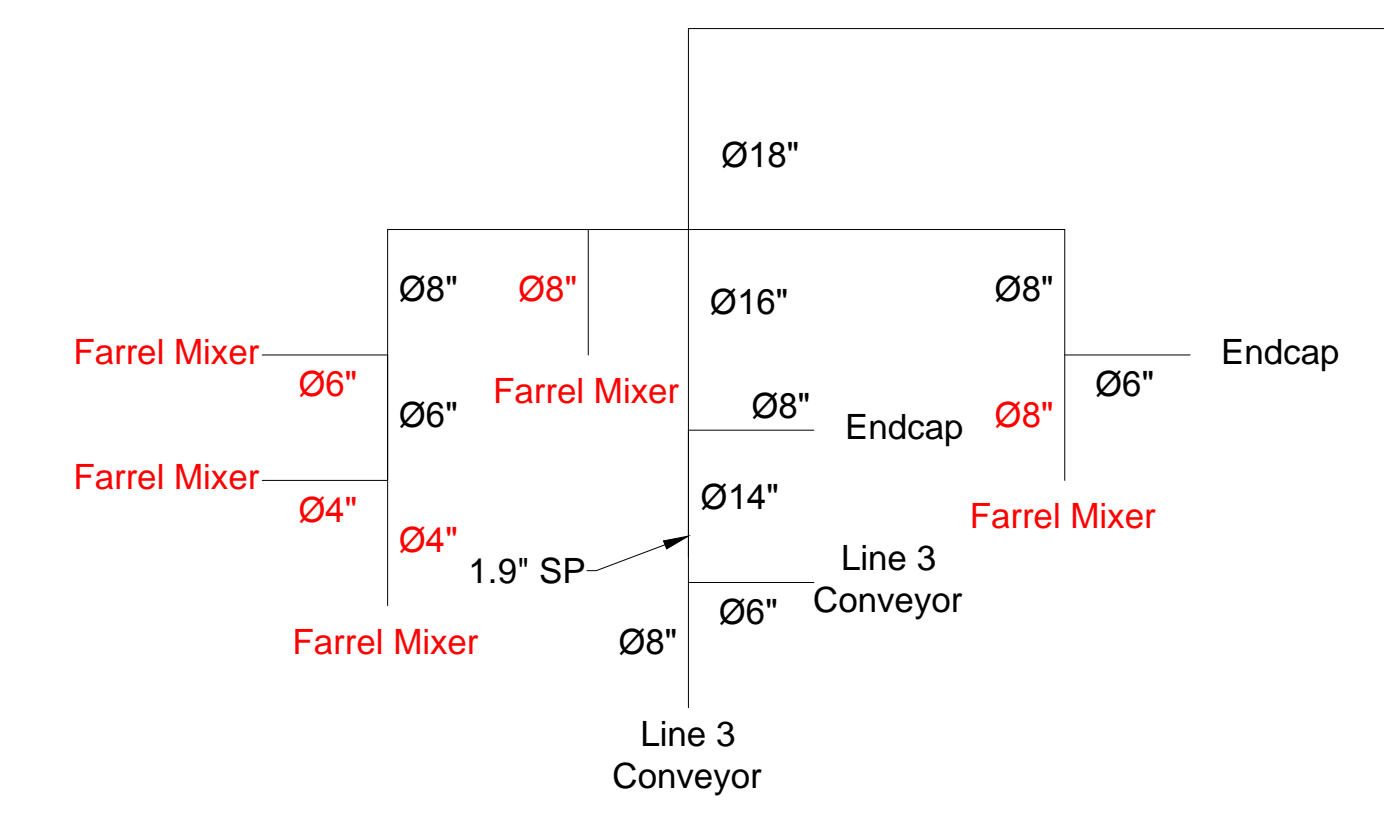 Ø18"
Ø8"
Ø8"
Ø16"
Ø8"
Farrel Mixer
Endcap
Ø6"
Ø6"
Farrel Mixer
Ø6"
Ø8"
Endcap
Ø8"
Farrel Mixer
Ø4"
Ø14"
Farrel Mixer
Ø4"
1.9" SP
Line 3
Conveyor
Ø6"
Farrel Mixer
Ø8"
Line 3
Conveyor